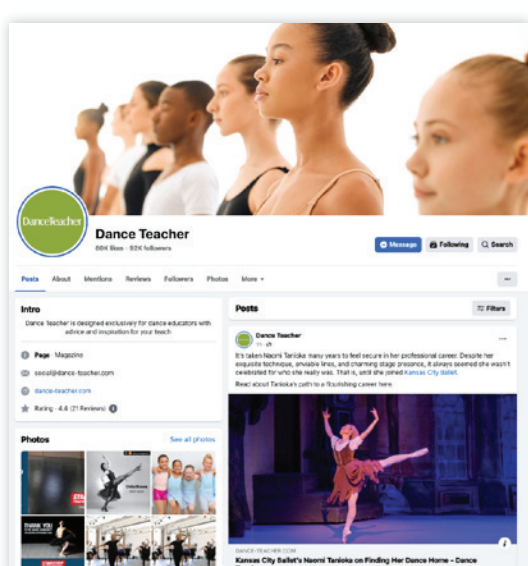 DanceTeacher
Dance Teacher
Message
Following
Search
Posts About Mentions Reviews Followers Photos More
Intro
Dance Teacher is designed exclusively for dance educators with
advice and inspiration for your teach
Page · Magazine
social@dance-teacher.com
dance-teacher.com
Rating · 4.4 (21 Reviews)
Photos
See all photos
THANK YOU
Posts
Filters
Dance Teacher
It's taken Naomi Tanioka many years to feel secure in her professional career. Despite her
exquisite technique, enviable lines, and charming stage presence, it always seemed she wasn't
celebrated for who she really was. That is, until she joined Kansas City Ballet.
Read about Tanioka's path to a flourishing career here.
DANCE-TEACHER.COM
Kansas City Ballet's Naomi Tanioka on Finding Her Dance Home - Dance